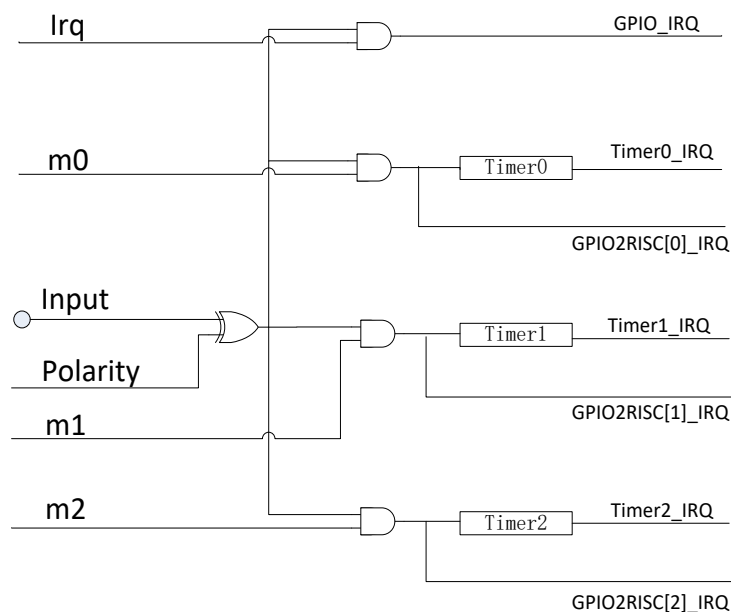 Irq
GPIO_IRQ
m0
Timer0
Timer0_IRQ
GPIO2RISC[0]_IRQ
Input
Timer1
Timer1_IRQ
Polarity
GPIO2RISC[1]_IRQ
m1
m2
Timer2
Timer2_IRQ
GPIO2RISC[2]_IRQ